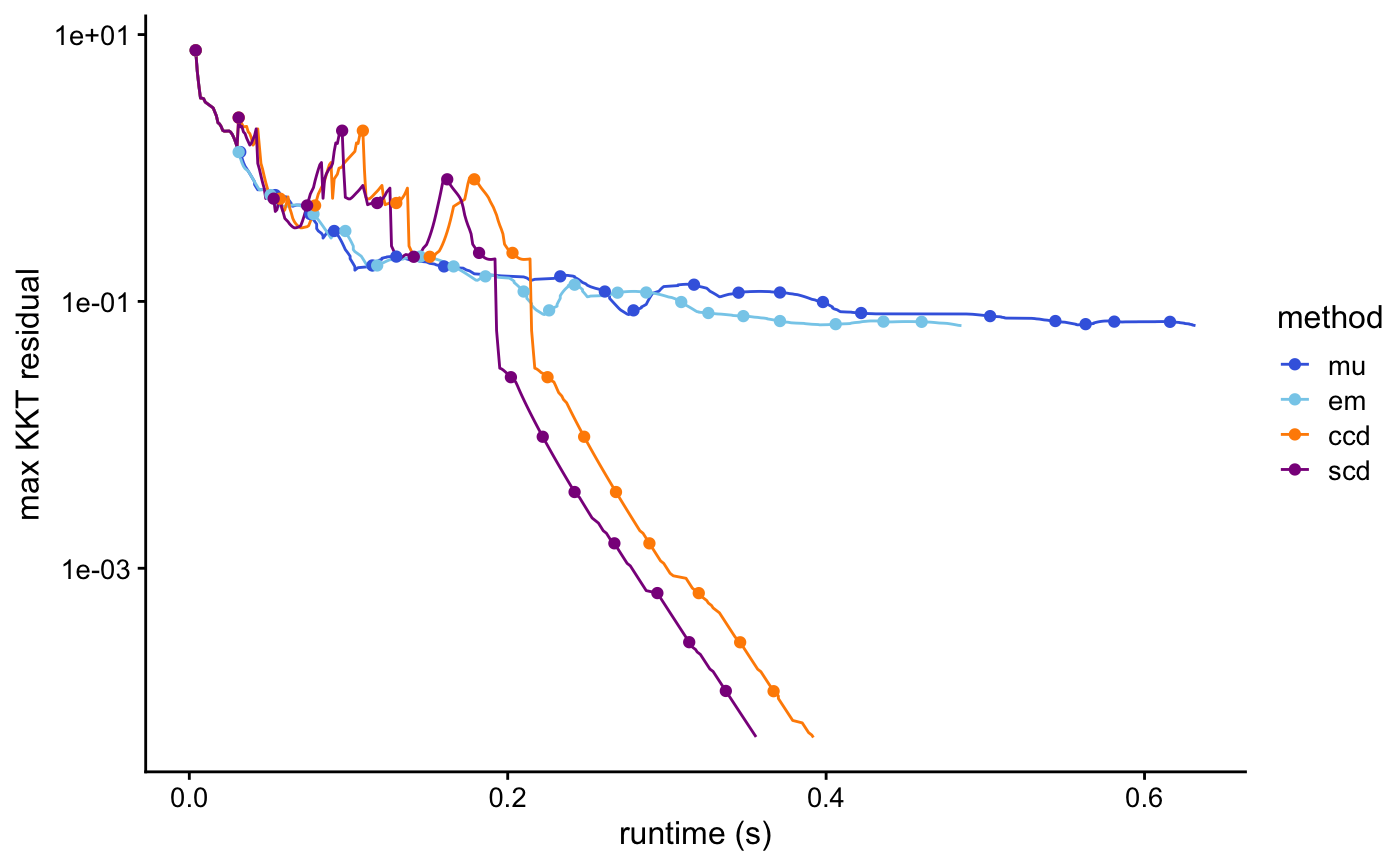 max KKT residual
1e+01
1e-01
1e-03
0.0 0.2 0.4 0.6
runtime (s)
method
mu
em
ccd
scd